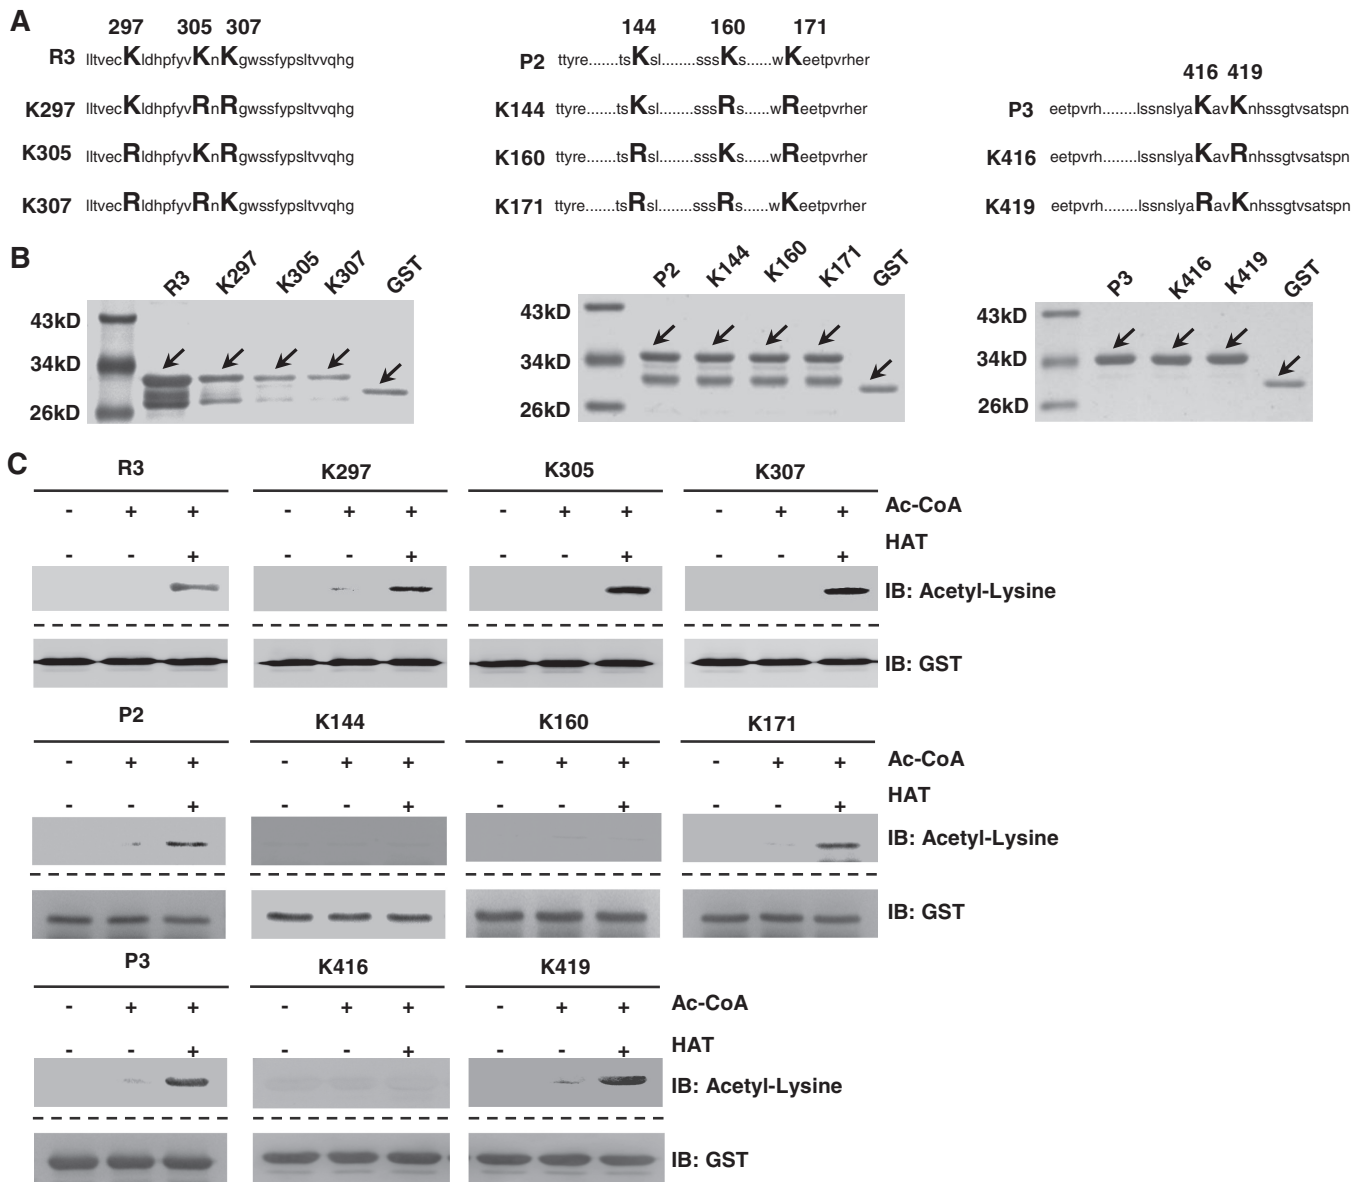 A
297 305 307
R3 lltvecKldhpfyvKnKgwssfypsltvvqhg
K297 lltvecKldhpfyvRnRgwssfypsltvvqhg
K305 lltvecRldhpfyvKnRgwssfypsltvvqhg
K307 lltvecRldhpfyvRnKgwssfypsltvvqhg
144 160 171
P2 ttyre.......tsKsl........sssKs......wKeetpvrher
K144 ttyre.......tsKsl........sssRs......wReetpvrher
K160 ttyre.......tsRsl........sssKs......wReetpvrher
K171 ttyre.......tsRsl........sssRs......wKeetpvrher
416 419
P3 eetpvrh........lssnslyaKavKnhssgtvsatspn
K416 eetpvrh........lssnslyaKavRnhssgtvsatspn
K419 eetpvrh........lssnslyaRavKnhssgtvsatspn
B
R3 K297 K305 K307 GST
43kD
34kD
26kD
P2 K144 K160 K171 GST
43kD
34kD
26kD
P3 K416 K419 GST
43kD
34kD
26kD
C
R3 K297 K305 K307
- + + - + + - + + - + + Ac-CoA
- - + - - + - - + - - + HAT
IB: Acetyl-Lysine
IB: GST
P2 K144 K160 K171
- + + - + + - + + - + + Ac-CoA
- - + - - + - - + - - + HAT
IB: Acetyl-Lysine
IB: GST
P3 K416 K419
- + + - + + - + + Ac-CoA
- - + - - + - - + HAT
IB: Acetyl-Lysine
IB: GST